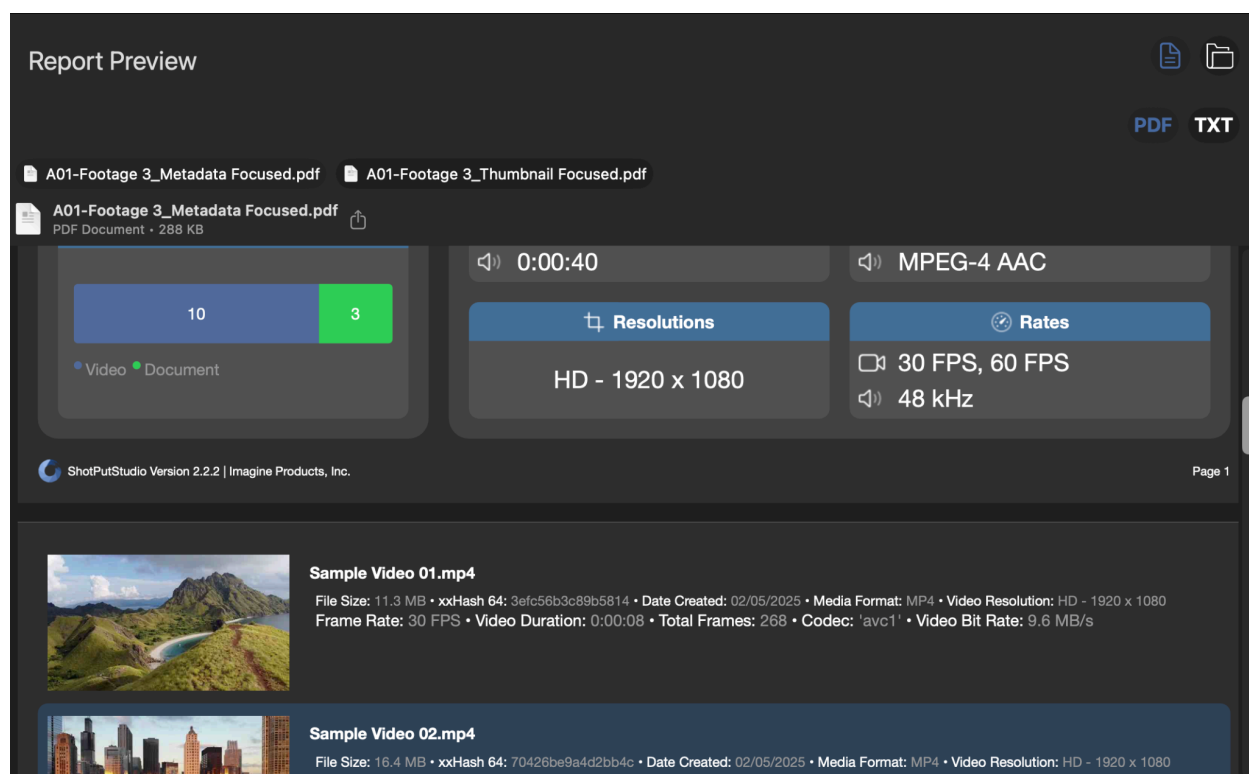 Report Preview
PDF TXT
A01-Footage 3_Metadata Focused.pdf A01-Footage 3_Thumbnail Focused.pdf
A01-Footage 3_Metadata Focused.pdf
PDF Document • 288 KB
0:00:40 MPEG-4 AAC
10 3
Video Document
Resolutions
HD - 1920 x 1080
Rates
30 FPS, 60 FPS
48 kHz
ShotPutStudio Version 2.2.2 | Imagine Products, Inc. Page 1
Sample Video 01.mp4
File Size: 11.3 MB • xxHash 64: 3efc56b3c89b5814 • Date Created: 02/05/2025 • Media Format: MP4 • Video Resolution: HD - 1920 x 1080
Frame Rate: 30 FPS • Video Duration: 0:00:08 • Total Frames: 268 • Codec: 'avc1' • Video Bit Rate: 9.6 MB/s
Sample Video 02.mp4
File Size: 16.4 MB • xxHash 64: 70426be9a4d2bb4c • Date Created: 02/05/2025 • Media Format: MP4 • Video Resolution: HD - 1920 x 1080